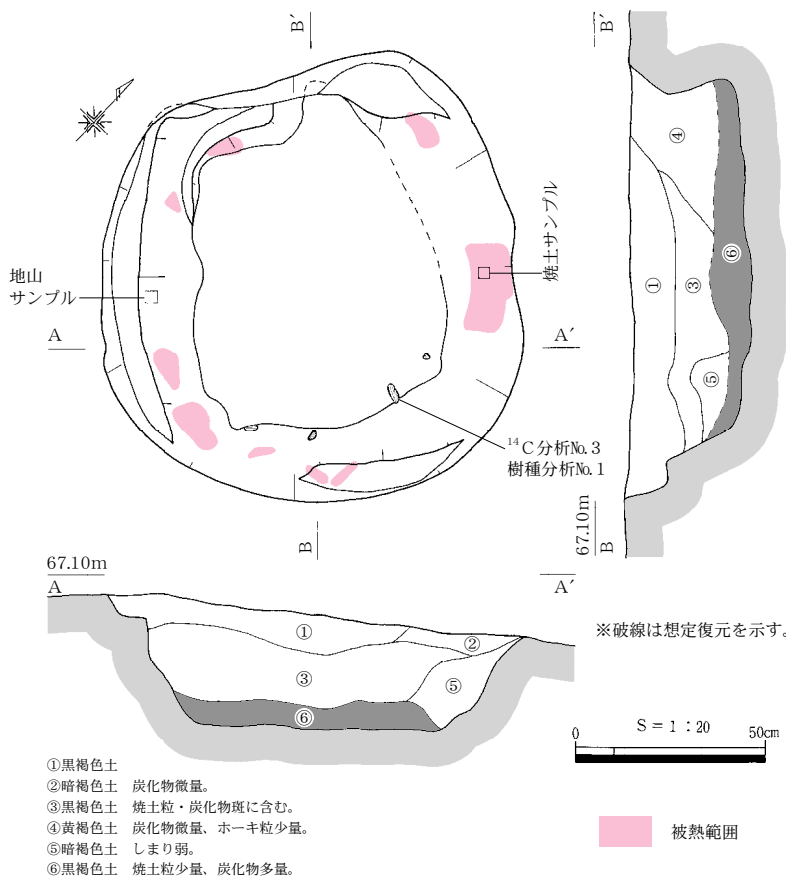 B′
B′
④
焼土サンプル
地山
サンプル
⑥
①
③
A
A′
⑤
¹⁴C分析No.3
樹種分析No.1
B
67.10m
B
67.10m
A
A′
①
②
③
⑤
⑥
※破線は想定復元を示す。
S＝1：20
0
50cm
①黒褐色土
②暗褐色土　炭化物微量。
③黒褐色土　焼土粒・炭化物斑に含む。
④黄褐色土　炭化物微量、ホーキ粒少量。
⑤暗褐色土　しまり弱。
⑥黒褐色土　焼土粒少量、炭化物多量。
被熱範囲